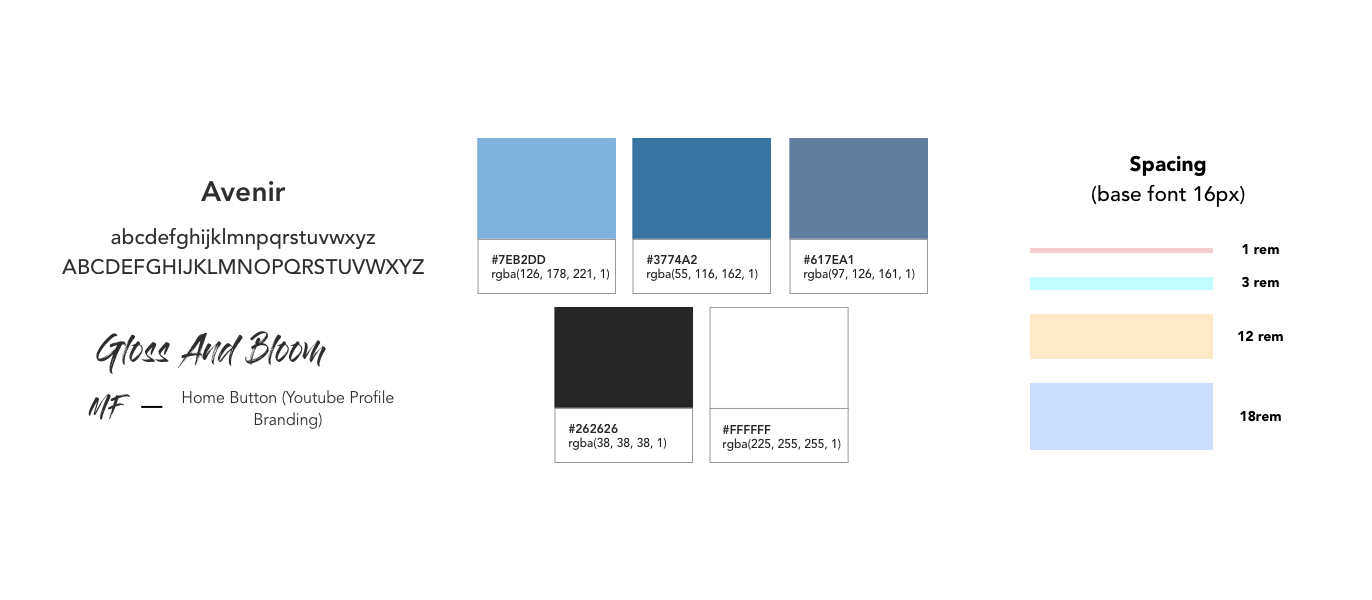 Avenir
abcdefghijklmnpqrstuvwxyz
ABCDEFGHIJKLMNOPQRSTUVWXYZ
Gloss And Bloom
MF — Home Button (Youtube Profile
Branding)
#7EB2DD
rgba(126, 178, 221, 1)
#3774A2
rgba(55, 116, 162, 1)
#617EA1
rgba(97, 126, 161, 1)
#262626
rgba(38, 38, 38, 1)
#FFFFFF
rgba(225, 255, 255, 1)
Spacing
(base font 16px)
1 rem
3 rem
12 rem
18rem